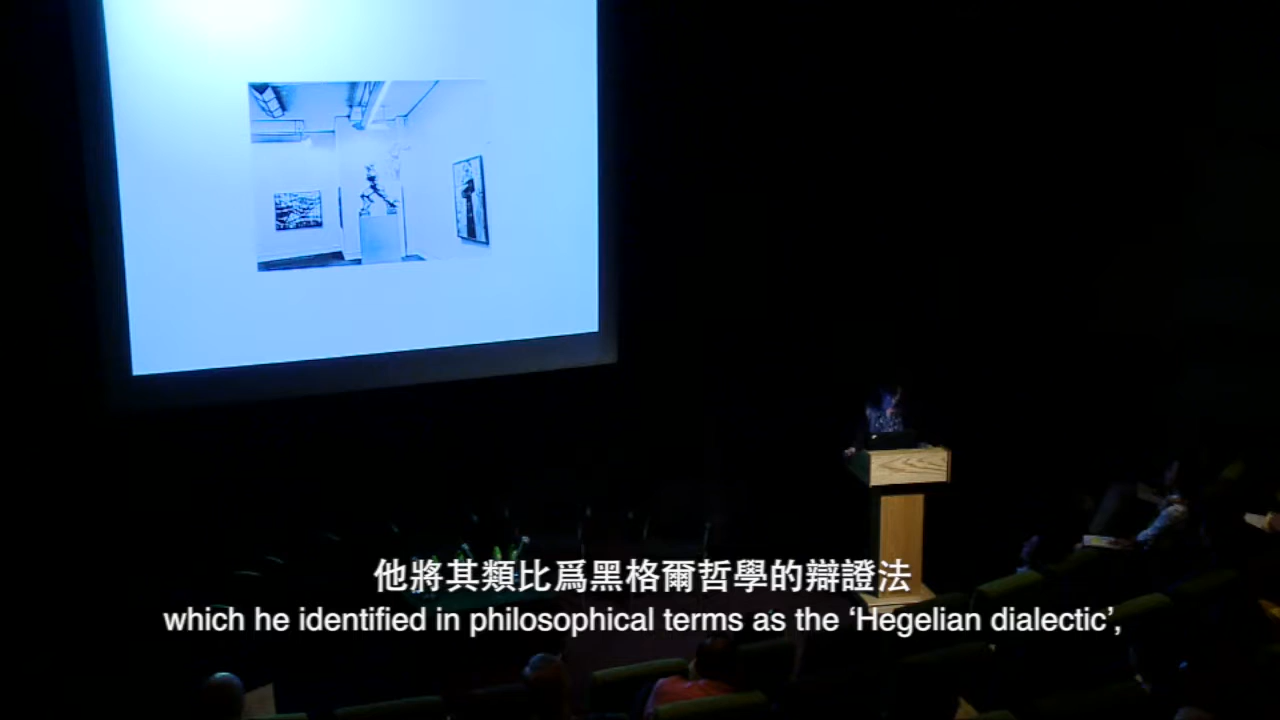 他將其類比爲黑格爾哲學的辯證法
which he identified in philosophical terms as the ‘Hegelian dialectic’,